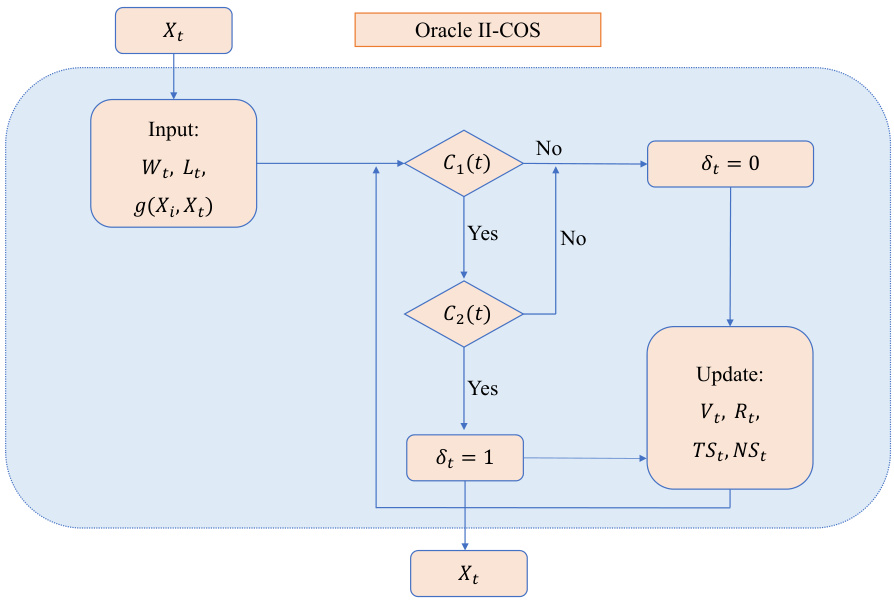 $X_t$
Oracle II-COS
Input:
$W_t$, $L_t$,
$g(X_i, X_t)$
$C_1(t)$
No
$\delta_t = 0$
Yes
No
$C_2(t)$
Yes
Update:
$V_t$, $R_t$,
$TS_t, NS_t$
$\delta_t = 1$
$X_t$